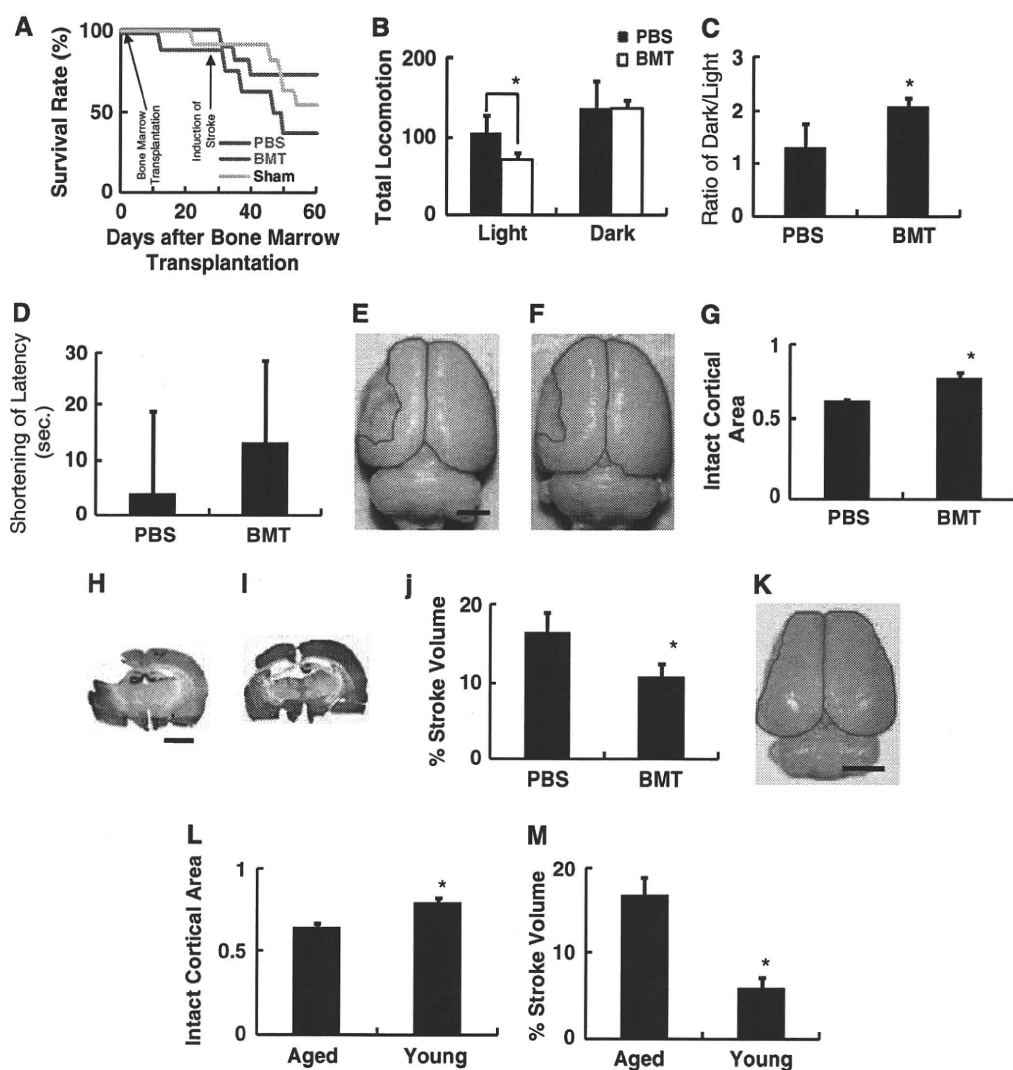 A
Survival Rate (%)
100
50
0
0 20 40 60
Bone Marrow
Transplantation
Induction of
Stroke
PBS
BMT
Sham
Days after Bone Marrow
Transplantation
B
PBS
BMT
Total Locomotion
200
100
0
*
Light Dark
C
Ratio of Dark/Light
3
2
1
0
*
PBS BMT
D
Shortening of Latency
(sec.)
30
20
10
0
PBS BMT
E
F
G
Intact Cortical
Area
1
0.5
0
*
PBS BMT
H
I
j
% Stroke Volume
20
10
0
*
PBS BMT
K
L
Intact Cortical Area
1
0.5
0
*
Aged Young
M
% Stroke Volume
20
10
0
*
Aged Young